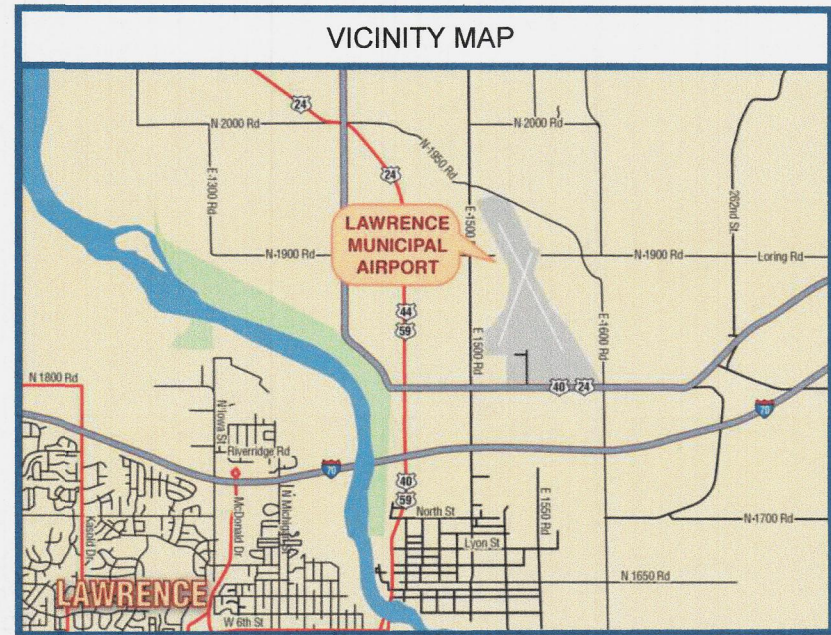 VICINITY MAP
24
N 2000 Rd
N-2000 Rd
N-1950 Rd
24
E-1300 Rd
E-1500
262nd St.
LAWRENCE
MUNICIPAL
AIRPORT
N-1900 Rd
N-1900 Rd
Loring Rd
44
59
E 1500 Rd
E-1600 Rd
N 1800 Rd
40
24
70
N Iowa St
Riverridge Rd
70
40
59
North St
E 1550 Rd
N-1700 Rd
Kasold Dr
McDonald Dr
N Michigan St
Lyon St
N 1650 Rd
LAWRENCE
W 6th St